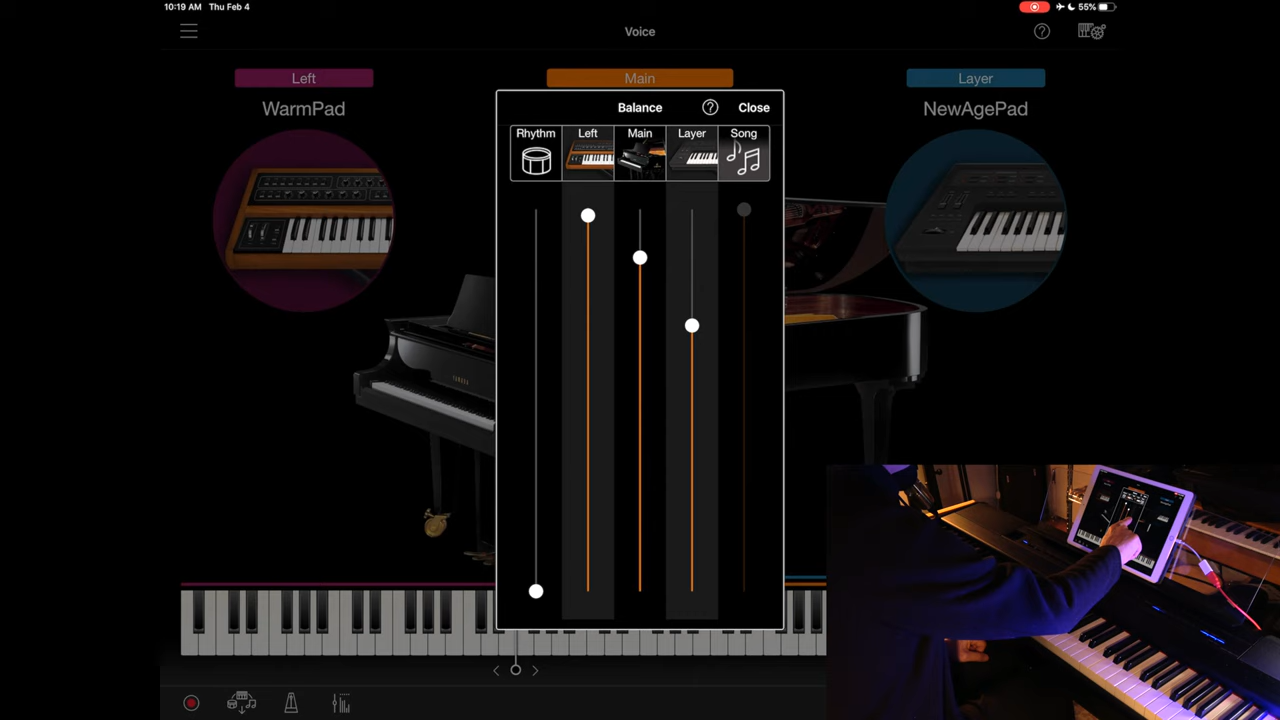 10:19 AM Thu Feb 4
55%
Voice
Left
Main
Layer
WarmPad
NewAgePad
Balance
Close
Rhythm
Left
Main
Layer
Song
YAMAHA